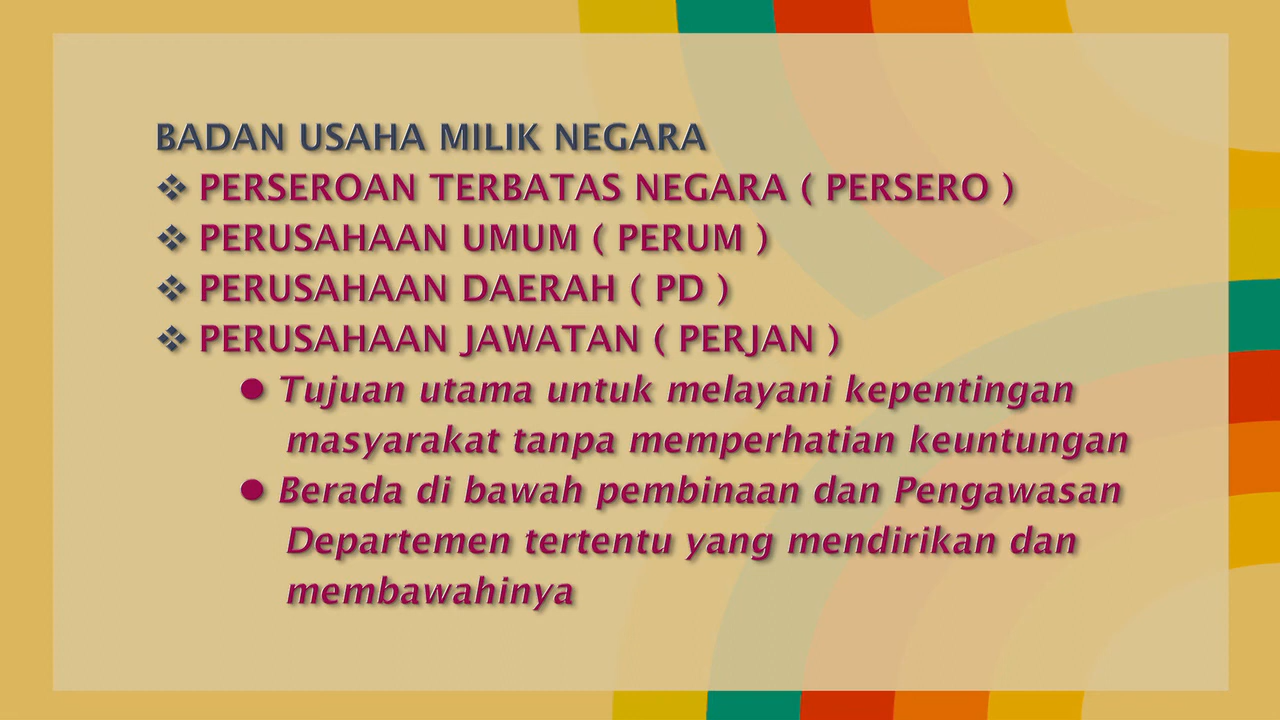 BADAN USAHA MILIK NEGARA
❖ PERSEROAN TERBATAS NEGARA ( PERSERO )
❖ PERUSAHAAN UMUM ( PERUM )
❖ PERUSAHAAN DAERAH ( PD )
❖ PERUSAHAAN JAWATAN ( PERJAN )
● Tujuan utama untuk melayani kepentingan
masyarakat tanpa memperhatian keuntungan
● Berada di bawah pembinaan dan Pengawasan
Departemen tertentu yang mendirikan dan
membawahinya